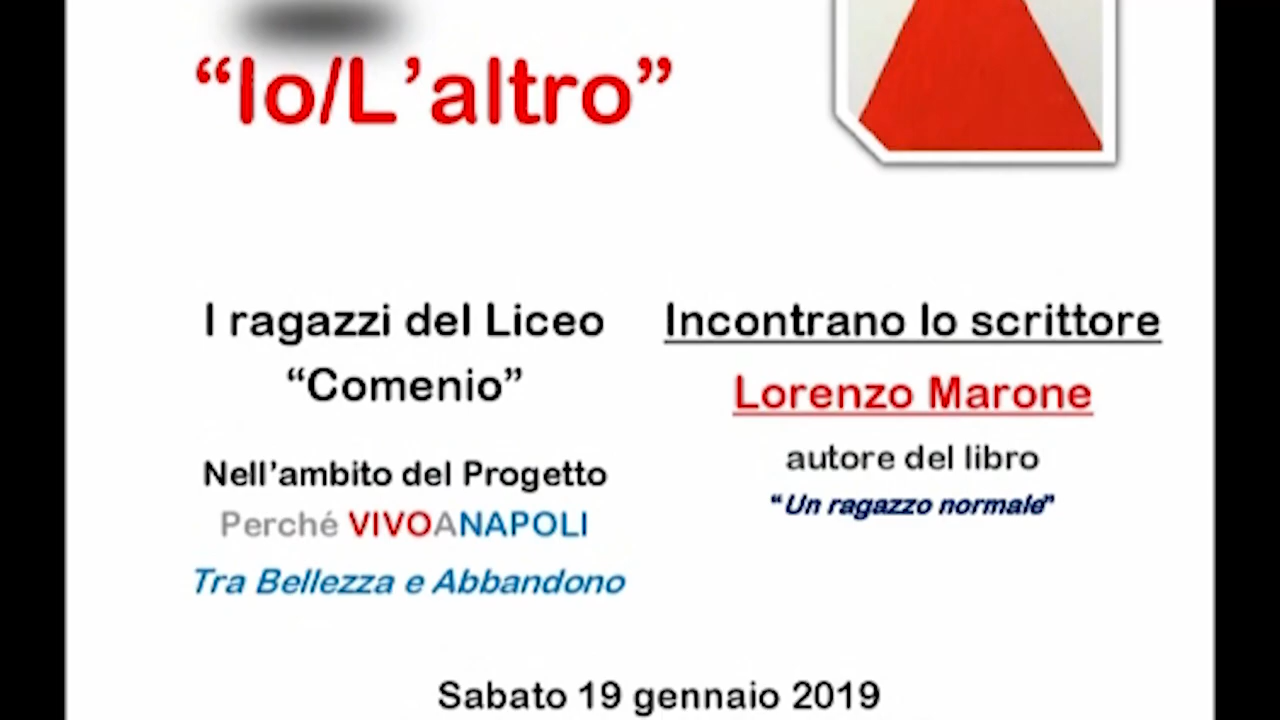 “Io/L’altro”
I ragazzi del Liceo
“Comenio”
Nell’ambito del Progetto
Perché VIVOANAPOLI
Tra Bellezza e Abbandono
Incontrano lo scrittore
Lorenzo Marone
autore del libro
“Un ragazzo normale”
Sabato 19 gennaio 2019